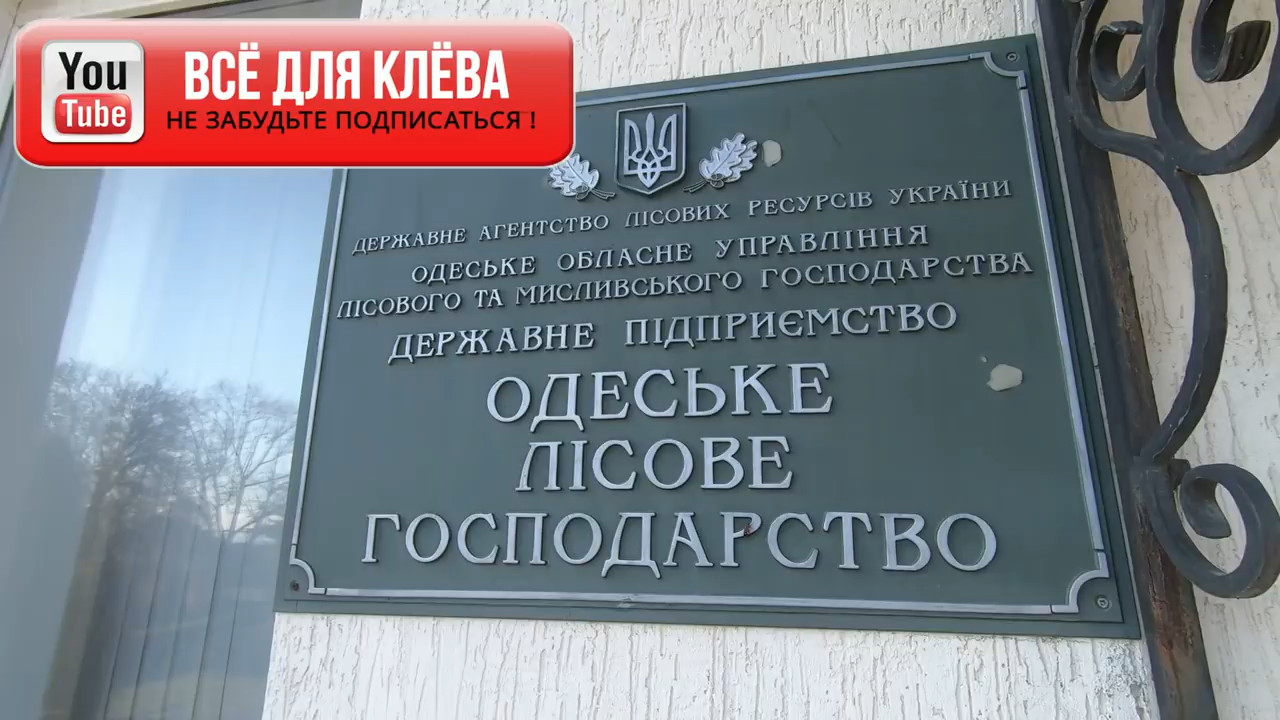 You
Tube
ВСЁ ДЛЯ КЛЁВА
НЕ ЗАБУДЬТЕ ПОДПИСАТЬСЯ !
ДЕРЖАВНЕ АГЕНТСТВО ЛІСОВИХ РЕСУРСІВ УКРАЇНИ
ОДЕСЬКЕ ОБЛАСНЕ УПРАВЛІННЯ
ЛІСОВОГО ТА МИСЛИВСЬКОГО ГОСПОДАРСТВА
ДЕРЖАВНЕ ПІДПРИЄМСТВО
ОДЕСЬКЕ
ЛІСОВЕ
ГОСПОДАРСТВО